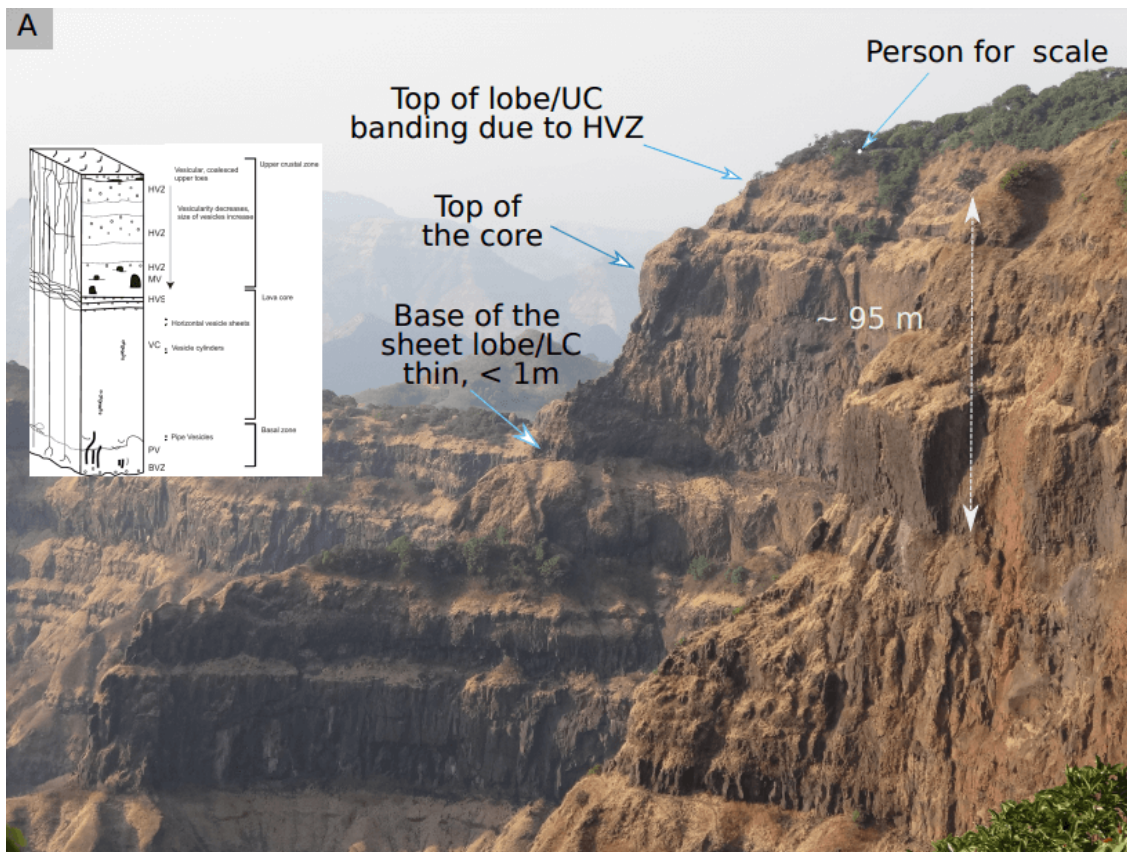 A
Person for scale
Top of lobe/UC
banding due to HVZ
Top of
the core
Base of the
sheet lobe/LC
thin, < 1m
~ 95 m
HVZ
HVZ
HVZ
MV
HVS
VC
PV
BVZ
Vesicular, coalesced
upper toes
Vesicularity decreases,
size of vesicles increase
Horizontal vesicle sheets
Vesicle cylinders
Pipe Vesicles
Upper crustal zone
Lava core
Basal zone